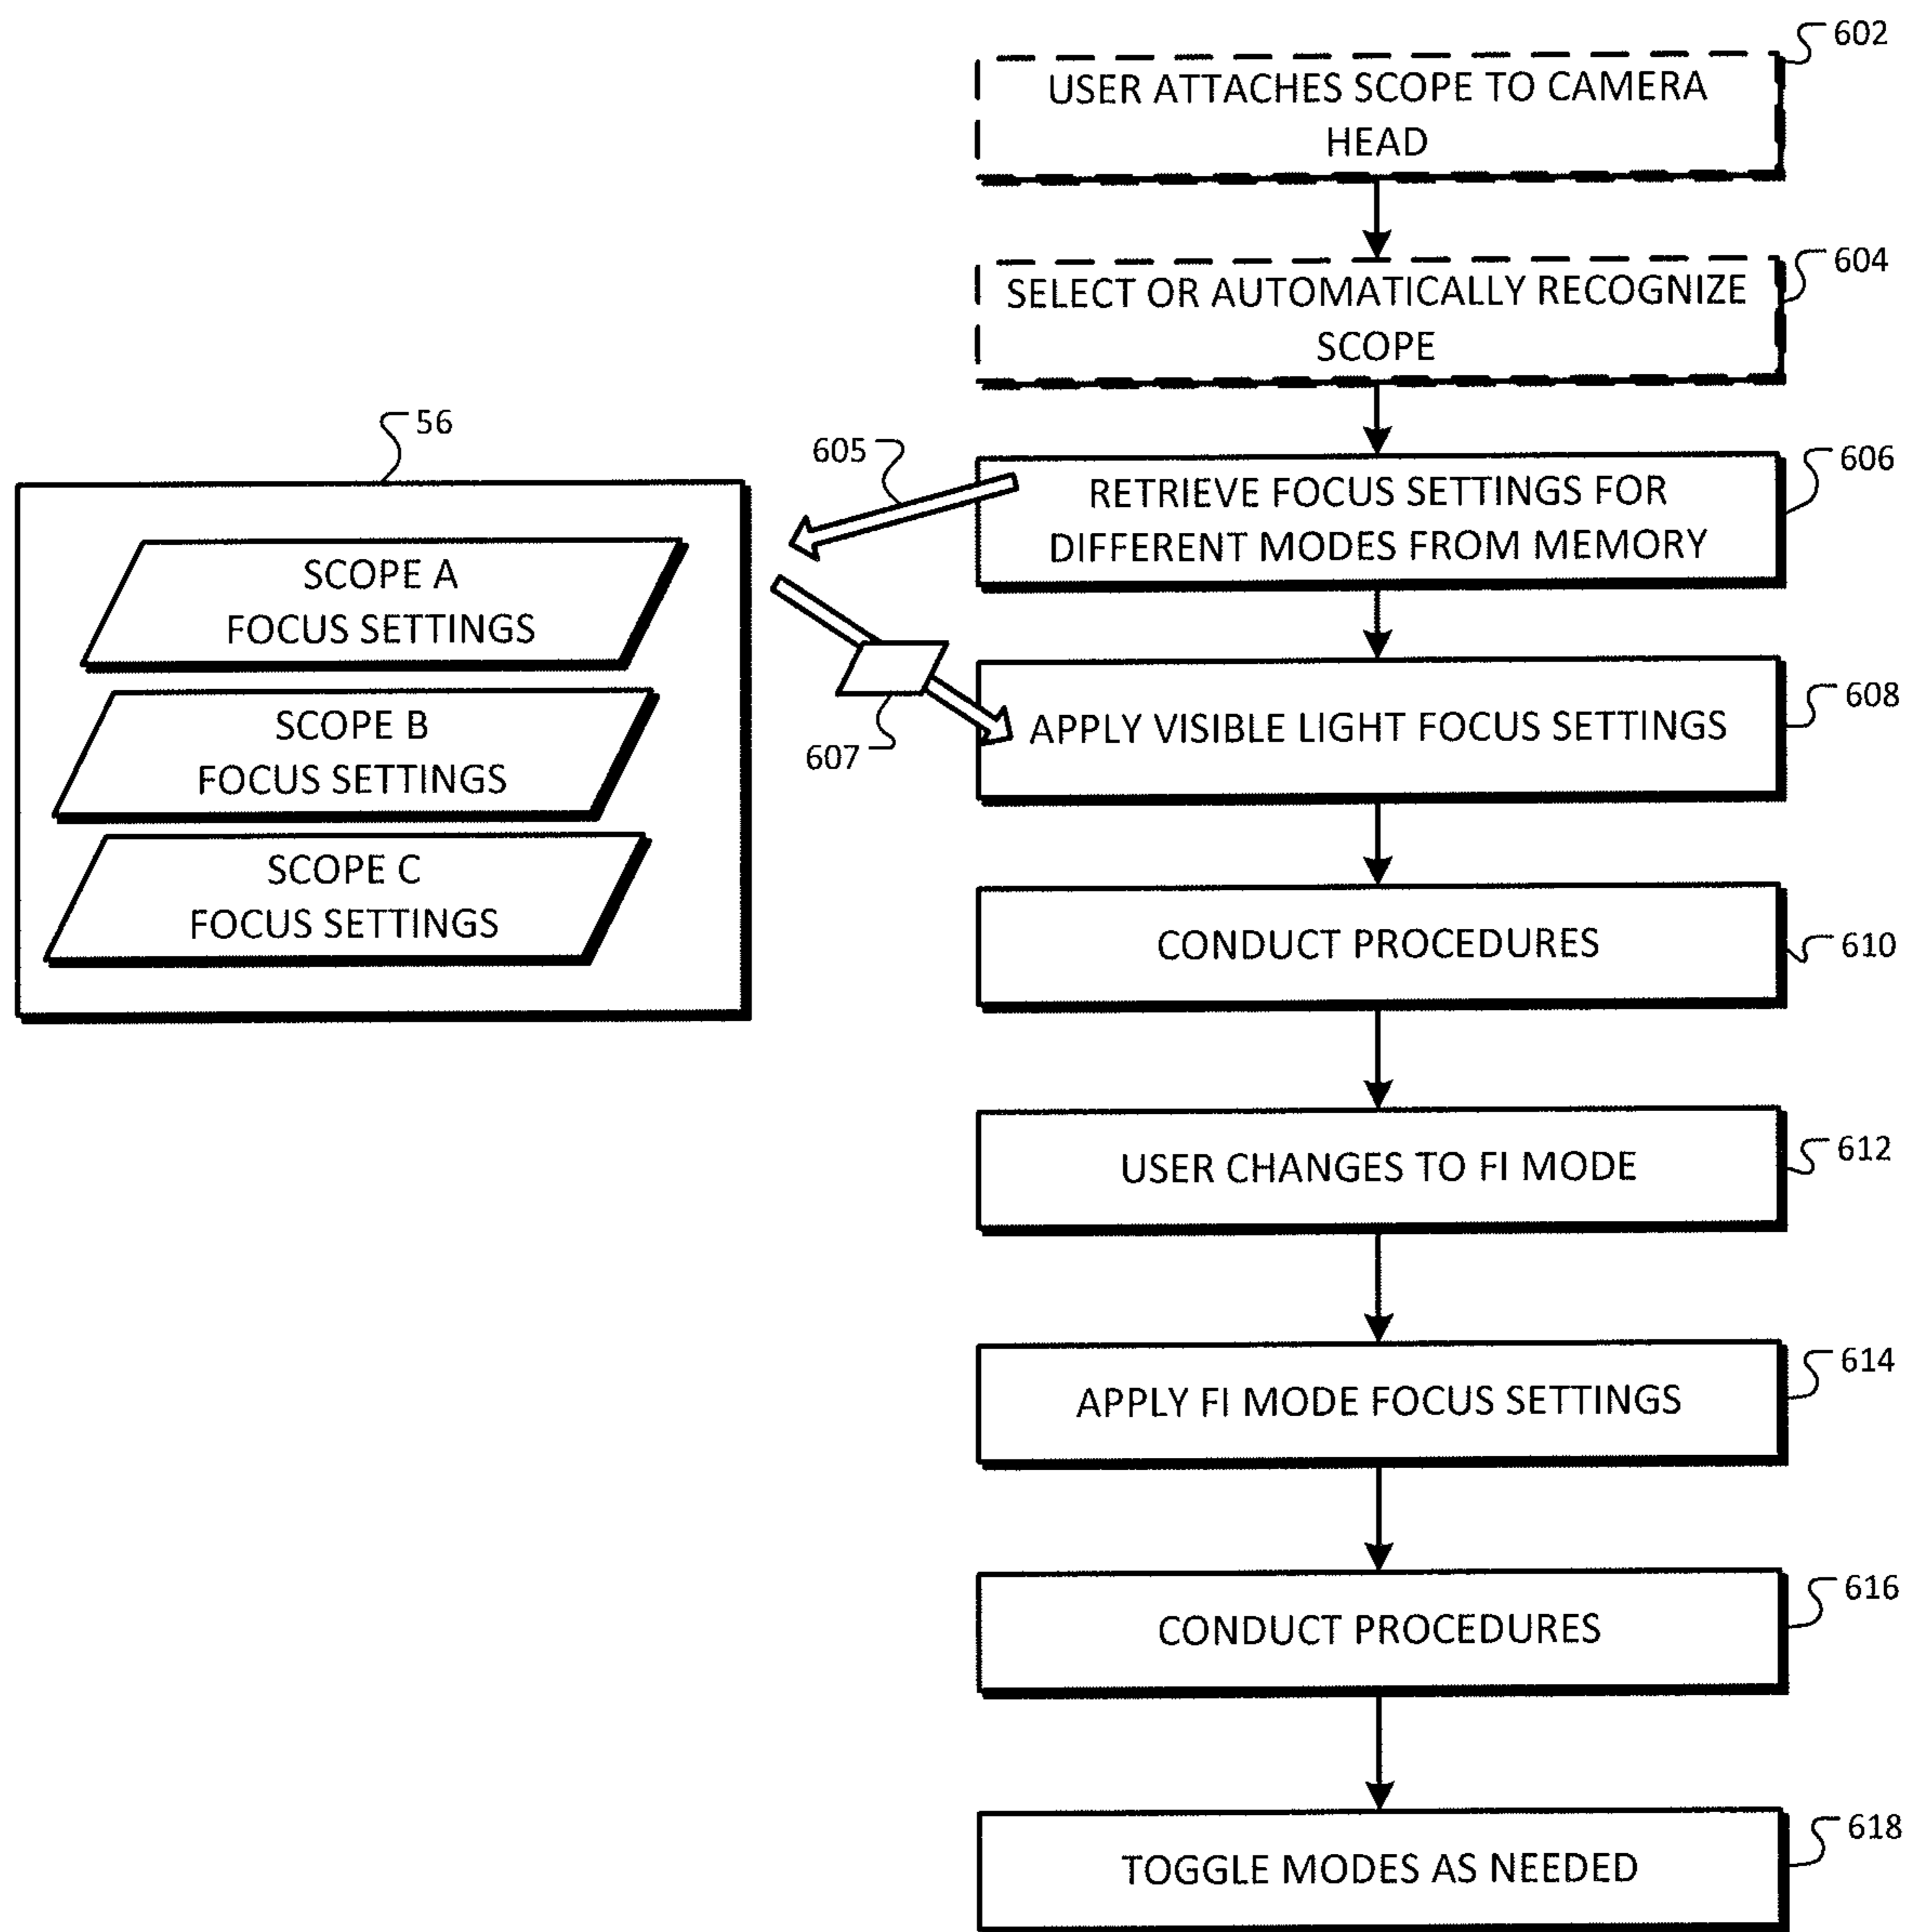 602
USER ATTACHES SCOPE TO CAMERA
HEAD
604
SELECT OR AUTOMATICALLY RECOGNIZE
SCOPE
56
605
606
RETRIEVE FOCUS SETTINGS FOR
DIFFERENT MODES FROM MEMORY
SCOPE A
FOCUS SETTINGS
SCOPE B
FOCUS SETTINGS
SCOPE C
FOCUS SETTINGS
607
608
APPLY VISIBLE LIGHT FOCUS SETTINGS
CONDUCT PROCEDURES
610
USER CHANGES TO FI MODE
612
APPLY FI MODE FOCUS SETTINGS
614
CONDUCT PROCEDURES
616
TOGGLE MODES AS NEEDED
618